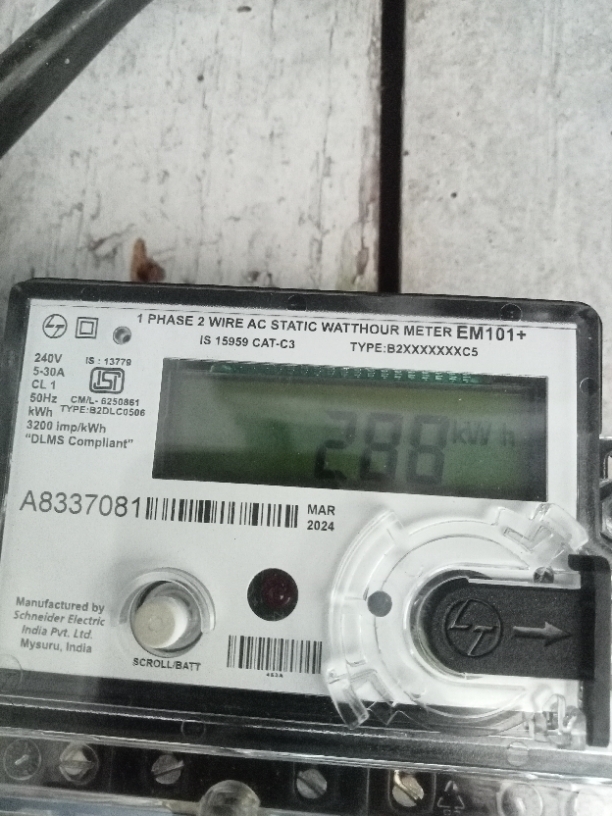 1 PHASE 2 WIRE AC STATIC WATTHOUR METER EM101+
IS 15959 CAT-C3 TYPE:B2XXXXXXXC5
240V IS : 13779
5-30A
CL 1
50Hz CM/L- 6250861
kWh TYPE:B2DLC0506
3200 imp/kWh
"DLMS Compliant"
288 kWh
A8337081
MAR
2024
Manufactured by
Schneider Electric
India Pvt. Ltd.
Mysuru, India
SCROLL/BATT
LT